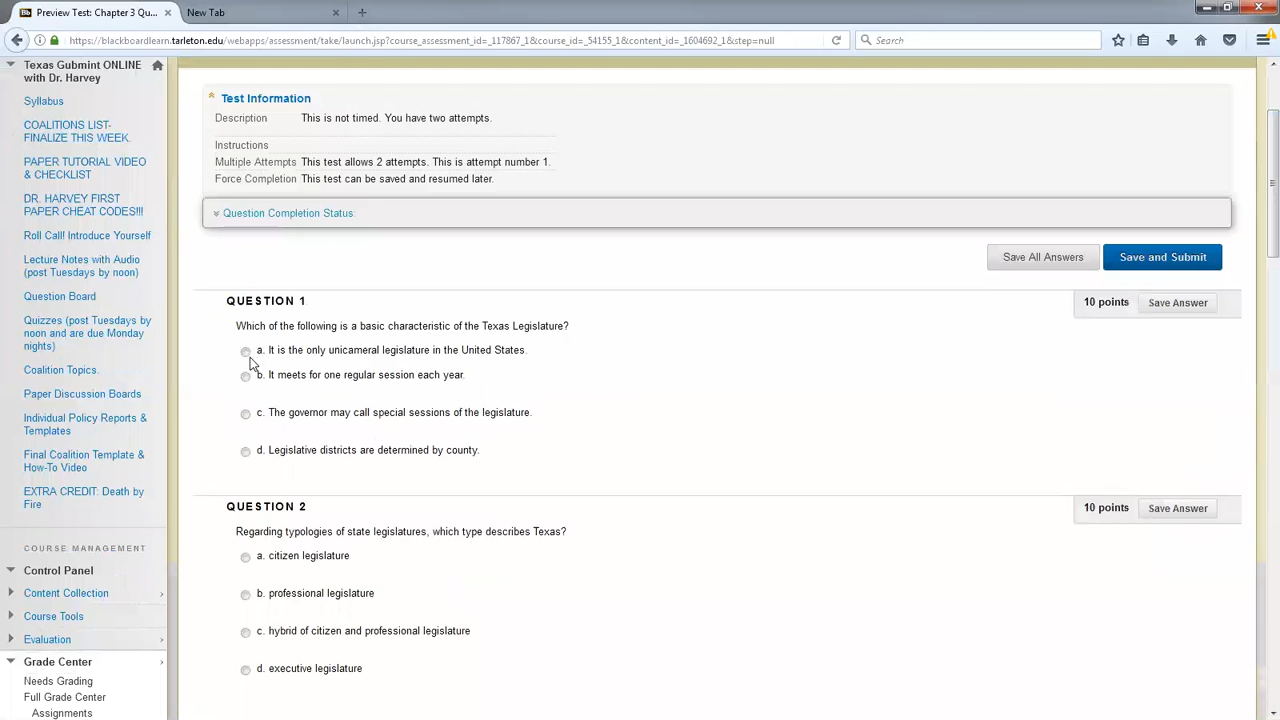 Preview Test: Chapter 3 Qu...
New Tab
https://blackboardlearn.tarleton.edu/webapps/assessment/take/launch.jsp?course_assessment_id=_117867_1&course_id=_54155_1&content_id=_1604692_1&step=null
Search
Texas Gubmint ONLINE
with Dr. Harvey
Syllabus
COALITIONS LIST-
FINALIZE THIS WEEK.
PAPER TUTORIAL VIDEO
& CHECKLIST
DR. HARVEY FIRST
PAPER CHEAT CODES!!!
Roll Call! Introduce Yourself
Lecture Notes with Audio
(post Tuesdays by noon)
Question Board
Quizzes (post Tuesdays by
noon and are due Monday
nights)
Coalition Topics.
Paper Discussion Boards
Individual Policy Reports &
Templates
Final Coalition Template &
How-To Video
EXTRA CREDIT: Death by
Fire
COURSE MANAGEMENT
Control Panel
Content Collection
Course Tools
Evaluation
Grade Center
Needs Grading
Full Grade Center
Assignments
Test Information
Description This is not timed. You have two attempts.
Instructions
Multiple Attempts This test allows 2 attempts. This is attempt number 1.
Force Completion This test can be saved and resumed later.
Question Completion Status:
Save All Answers
Save and Submit
QUESTION 1
10 points
Save Answer
Which of the following is a basic characteristic of the Texas Legislature?
a. It is the only unicameral legislature in the United States.
b. It meets for one regular session each year.
c. The governor may call special sessions of the legislature.
d. Legislative districts are determined by county.
QUESTION 2
10 points
Save Answer
Regarding typologies of state legislatures, which type describes Texas?
a. citizen legislature
b. professional legislature
c. hybrid of citizen and professional legislature
d. executive legislature